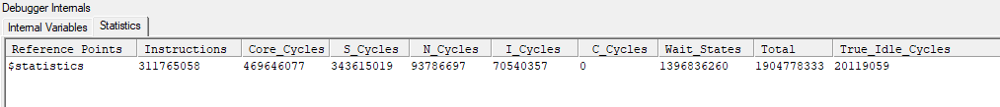 Debugger Internals
Internal Variables Statistics
Reference Points Instructions Core_Cycles S_Cycles N_Cycles I_Cycles C_Cycles Wait_States Total True_Idle_Cycles
$statistics 311765058 469646077 343615019 93786697 70540357 0 1396836260 1904778333 20119059